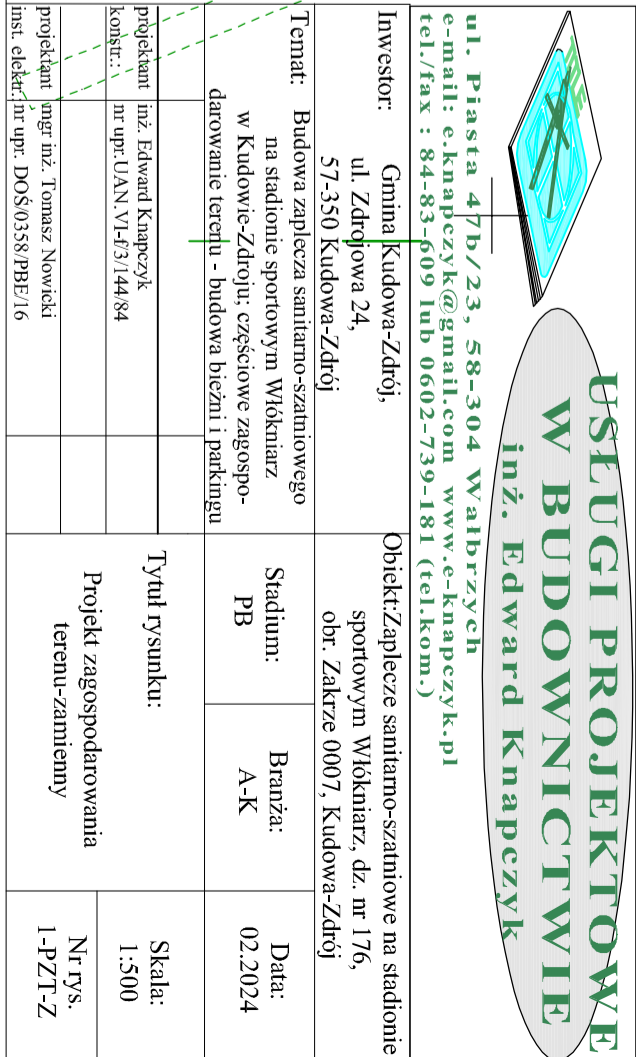 USŁUGI PROJEKTOWE
W BUDOWNICTWIE
inż. Edward Knapczyk
ul. Piasta 47b/23, 58-304 Wałbrzych
e-mail: e.knapczyk@gmail.com www.e-knapczyk.pl
tel./fax : 84-83-609 lub 0602-739-181 (tel.kom.)
Inwestor: Gmina Kudowa-Zdrój,
ul. Zdrojowa 24,
57-350 Kudowa-Zdrój
Obiekt:Zaplecze sanitarno-szatniowe na stadionie
sportowym Włókniarz, dz. nr 176,
obr. Zakrze 0007, Kudowa-Zdrój
Temat: Budowa zaplecza sanitarno-szatniowego
na stadionie sportowym Włókniarz
w Kudowie-Zdroju; częściowe zagospo-
darowanie terenu - budowa bieżni i parkingu
Stadium:
PB
Branża:
A-K
Data:
02.2024
projektant inż. Edward Knapczyk
konstr.: nr upr.UAN.VI-f/3/144/84
projektant mgr inż. Tomasz Nowicki
inst. elektr.: nr upr. DOŚ/0358/PBE/16
Tytuł rysunku:
Projekt zagospodarowania
terenu-zamienny
Skala:
1:500
Nr rys.
1-PZT-Z